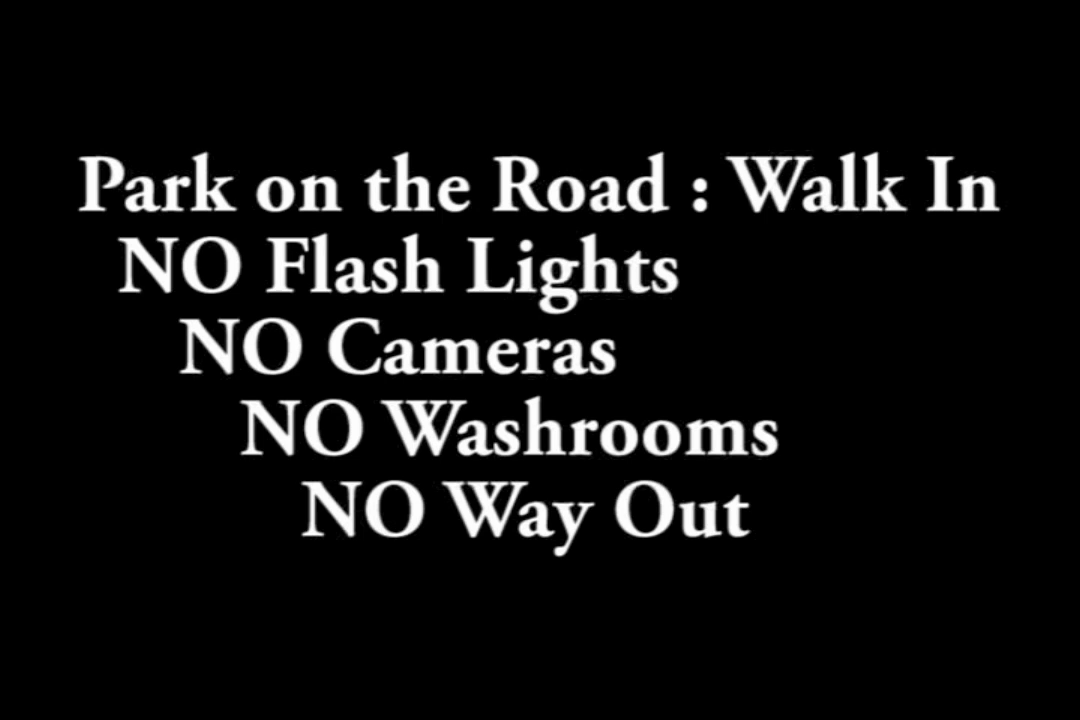 Park on the Road : Walk In
NO Flash Lights
NO Cameras
NO Washrooms
NO Way Out